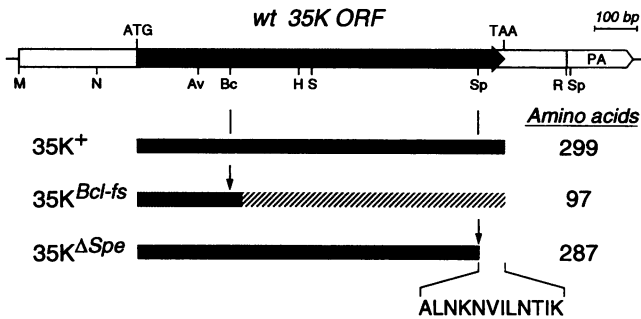 wt 35K ORF
100 bp
ATG
TAA
PA
M N Av Bc H S Sp R Sp
Amino acids
35K+ 299
35KBcl-fs 97
35KΔSpe 287
ALNKNVILNTIK